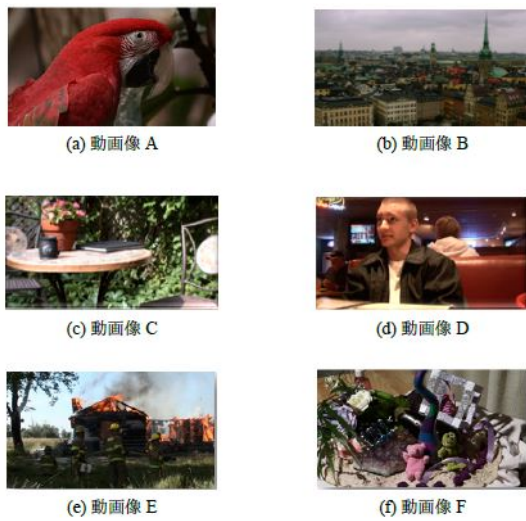 (a) 動画像 A
(b) 動画像 B
(c) 動画像 C
(d) 動画像 D
(e) 動画像 E
(f) 動画像 F